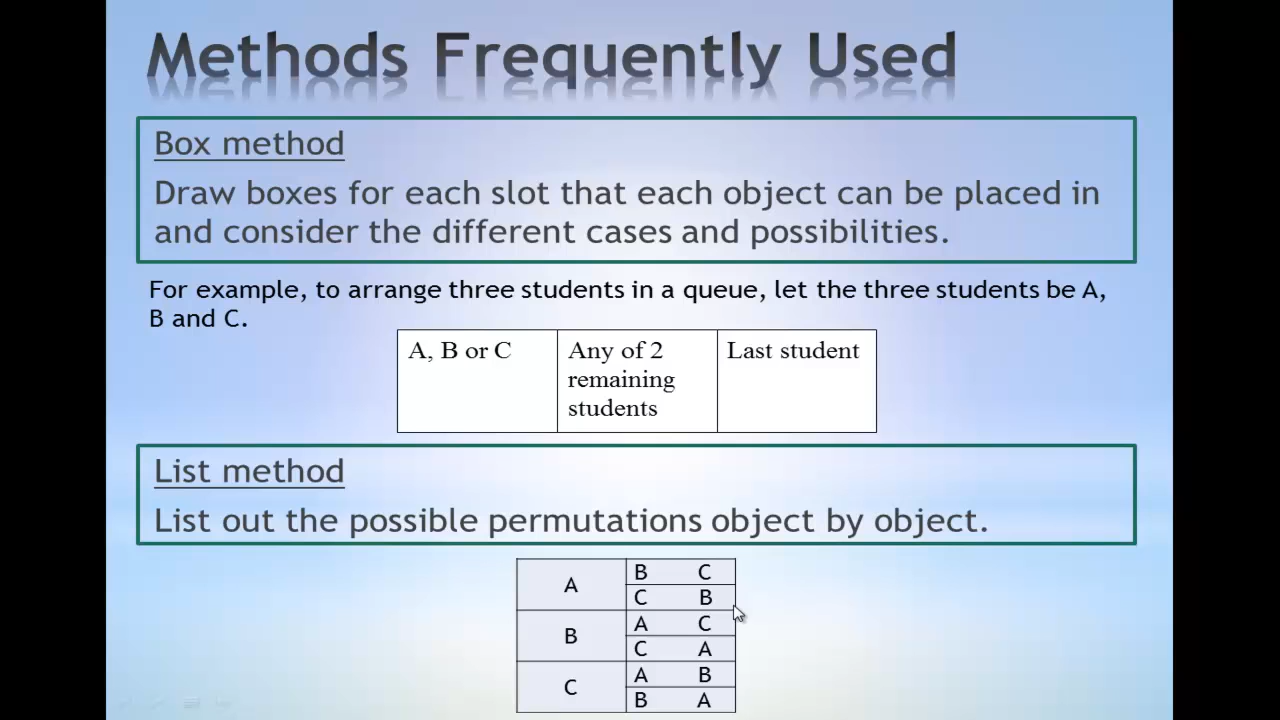 Methods Frequently Used
Box method
Draw boxes for each slot that each object can be placed in
and consider the different cases and possibilities.
For example, to arrange three students in a queue, let the three students be A,
B and C.
A, B or C
Any of 2
remaining
students
Last student
List method
List out the possible permutations object by object.
A
B C
C B
B
A C
C A
C
A B
B A